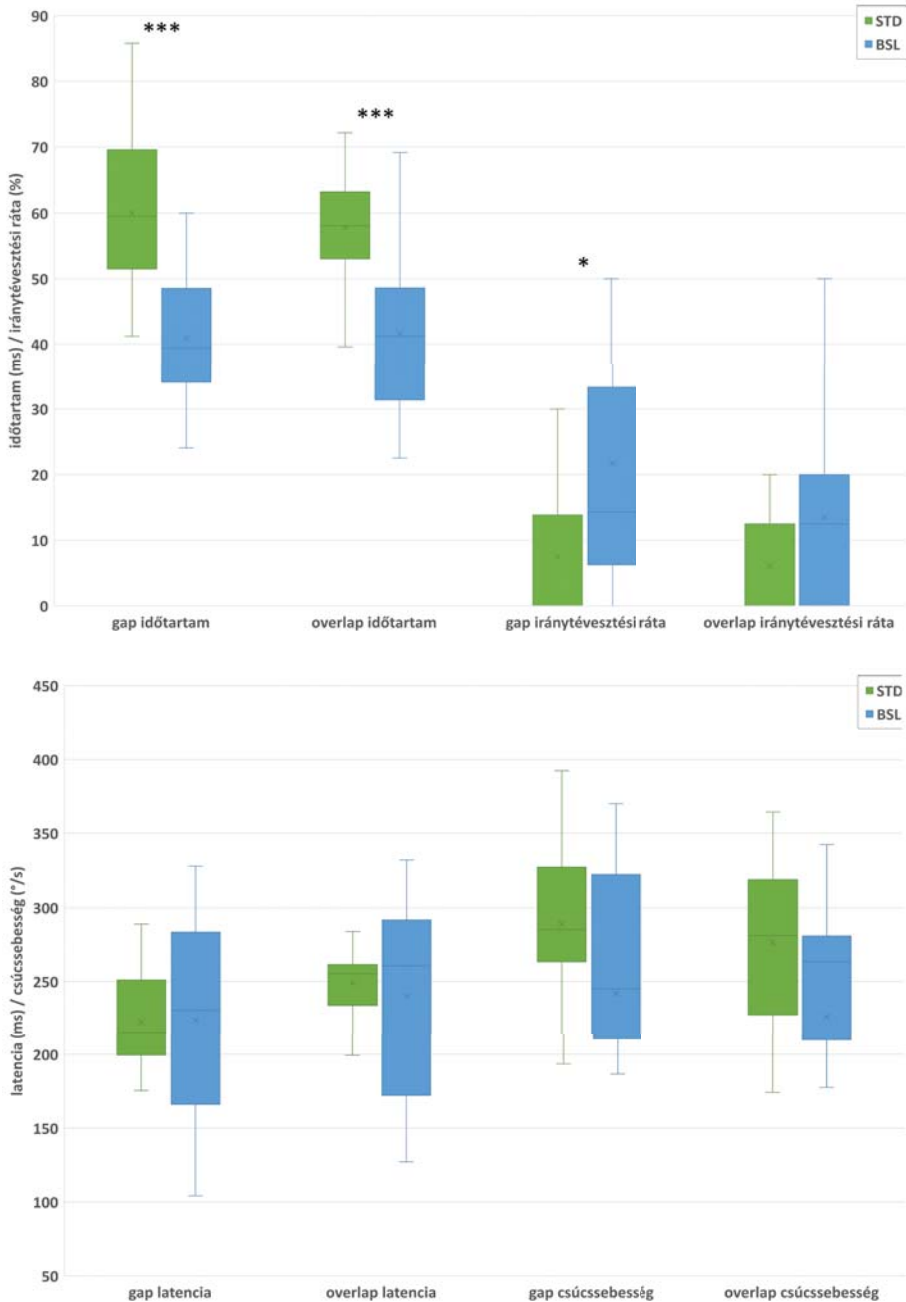 90
80
70
60
50
40
30
20
10
0
időtartam (ms) / iránytévesztési ráta (%)
***
***
*
STD
BSL
gap időtartam
overlap időtartam
gap iránytévesztési ráta
overlap iránytévesztési ráta
450
400
350
300
250
200
150
100
50
latencia (ms) / csúcssebesség (°/s)
STD
BSL
gap latencia
overlap latencia
gap csúcssebesség
overlap csúcssebesség